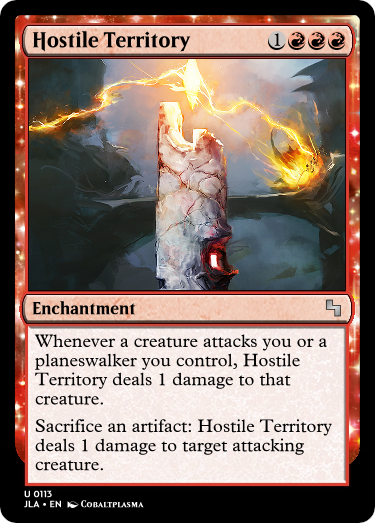 Hostile Territory 1
Enchantment
Whenever a creature attacks you or a
planeswalker you control, Hostile
Territory deals 1 damage to that
creature.
Sacrifice an artifact: Hostile Territory
deals 1 damage to target attacking
creature.
U 0113
JLA • EN Cobaltplasma